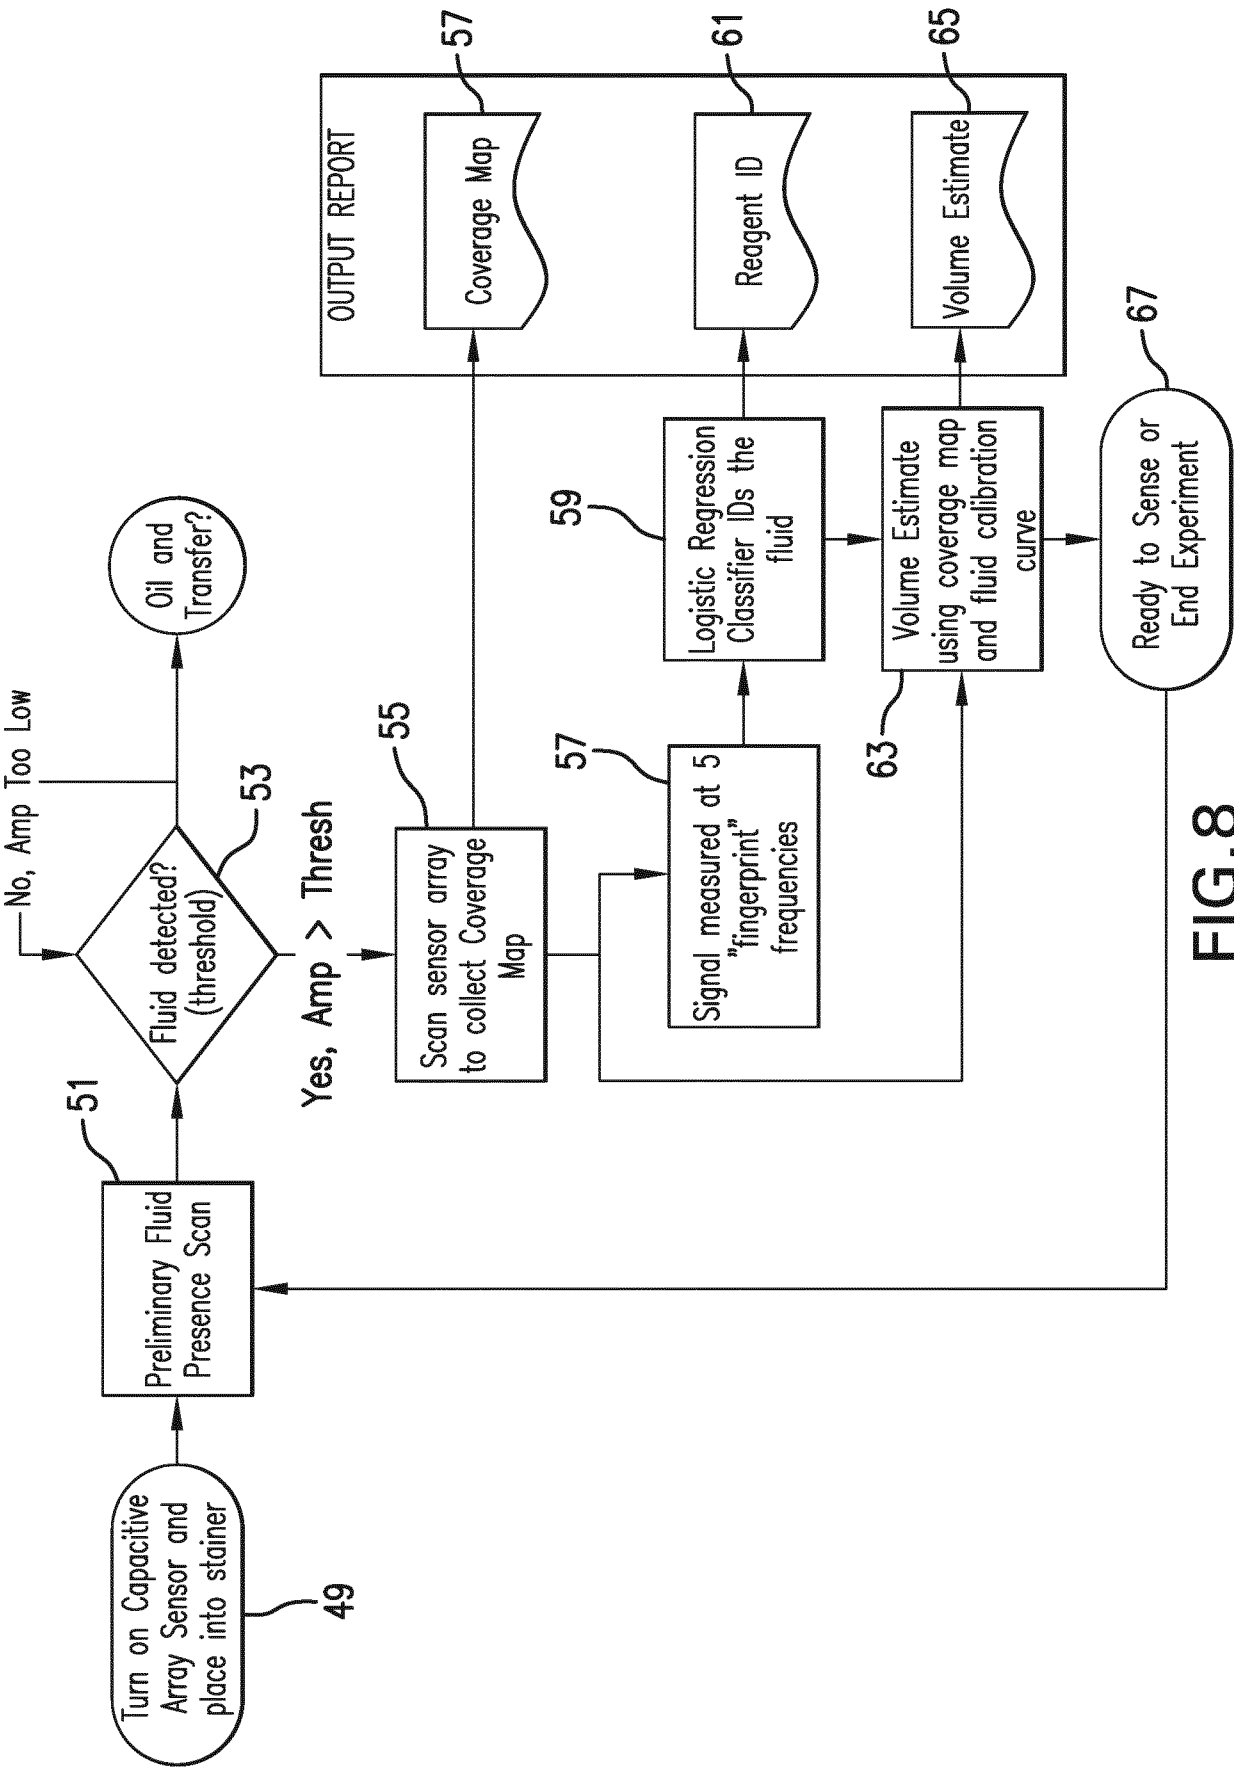 Turn on Capacitive
Array Sensor and
place into stainer
49
Preliminary Fluid
Presence Scan
51
No, Amp Too Low
Fluid detected?
(threshold)
53
Oil and
Transfer?
Yes, Amp > Thresh
Scan sensor array
to collect Coverage
Map
55
Signal measured at 5
"fingerprint"
frequencies
57
Logistic Regression
Classifier IDs the
fluid
59
Volume Estimate
using coverage map
and fluid calibration
curve
63
OUTPUT REPORT
Coverage Map
57
Reagent ID
61
Volume Estimate
65
Ready to Sense or
End Experiment
67
FIG.8